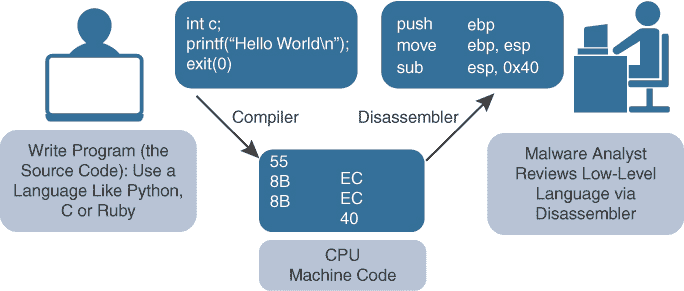 int c;
printf(“Hello World\n”);
exit(0)
push ebp
move ebp, esp
sub esp, 0x40
Compiler
Disassembler
Write Program (the
Source Code): Use a
Language Like Python,
C or Ruby
55
8B EC
8B EC
40
CPU
Machine Code
Malware Analyst
Reviews Low-Level
Language via
Disassembler